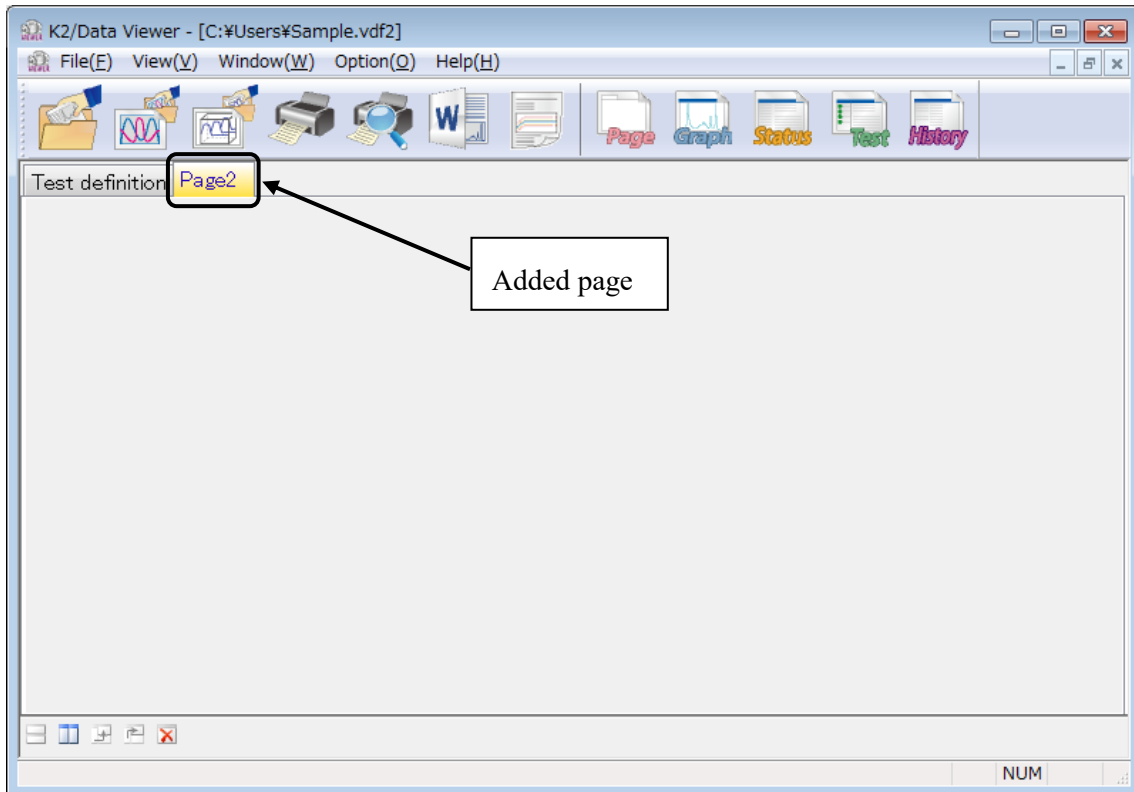 K2/Data Viewer - [C:¥Users¥Sample.vdf2]
File(F) View(V) Window(W) Option(O) Help(H)
W Page Graph Status Test History
Test definition Page2
Added page
NUM